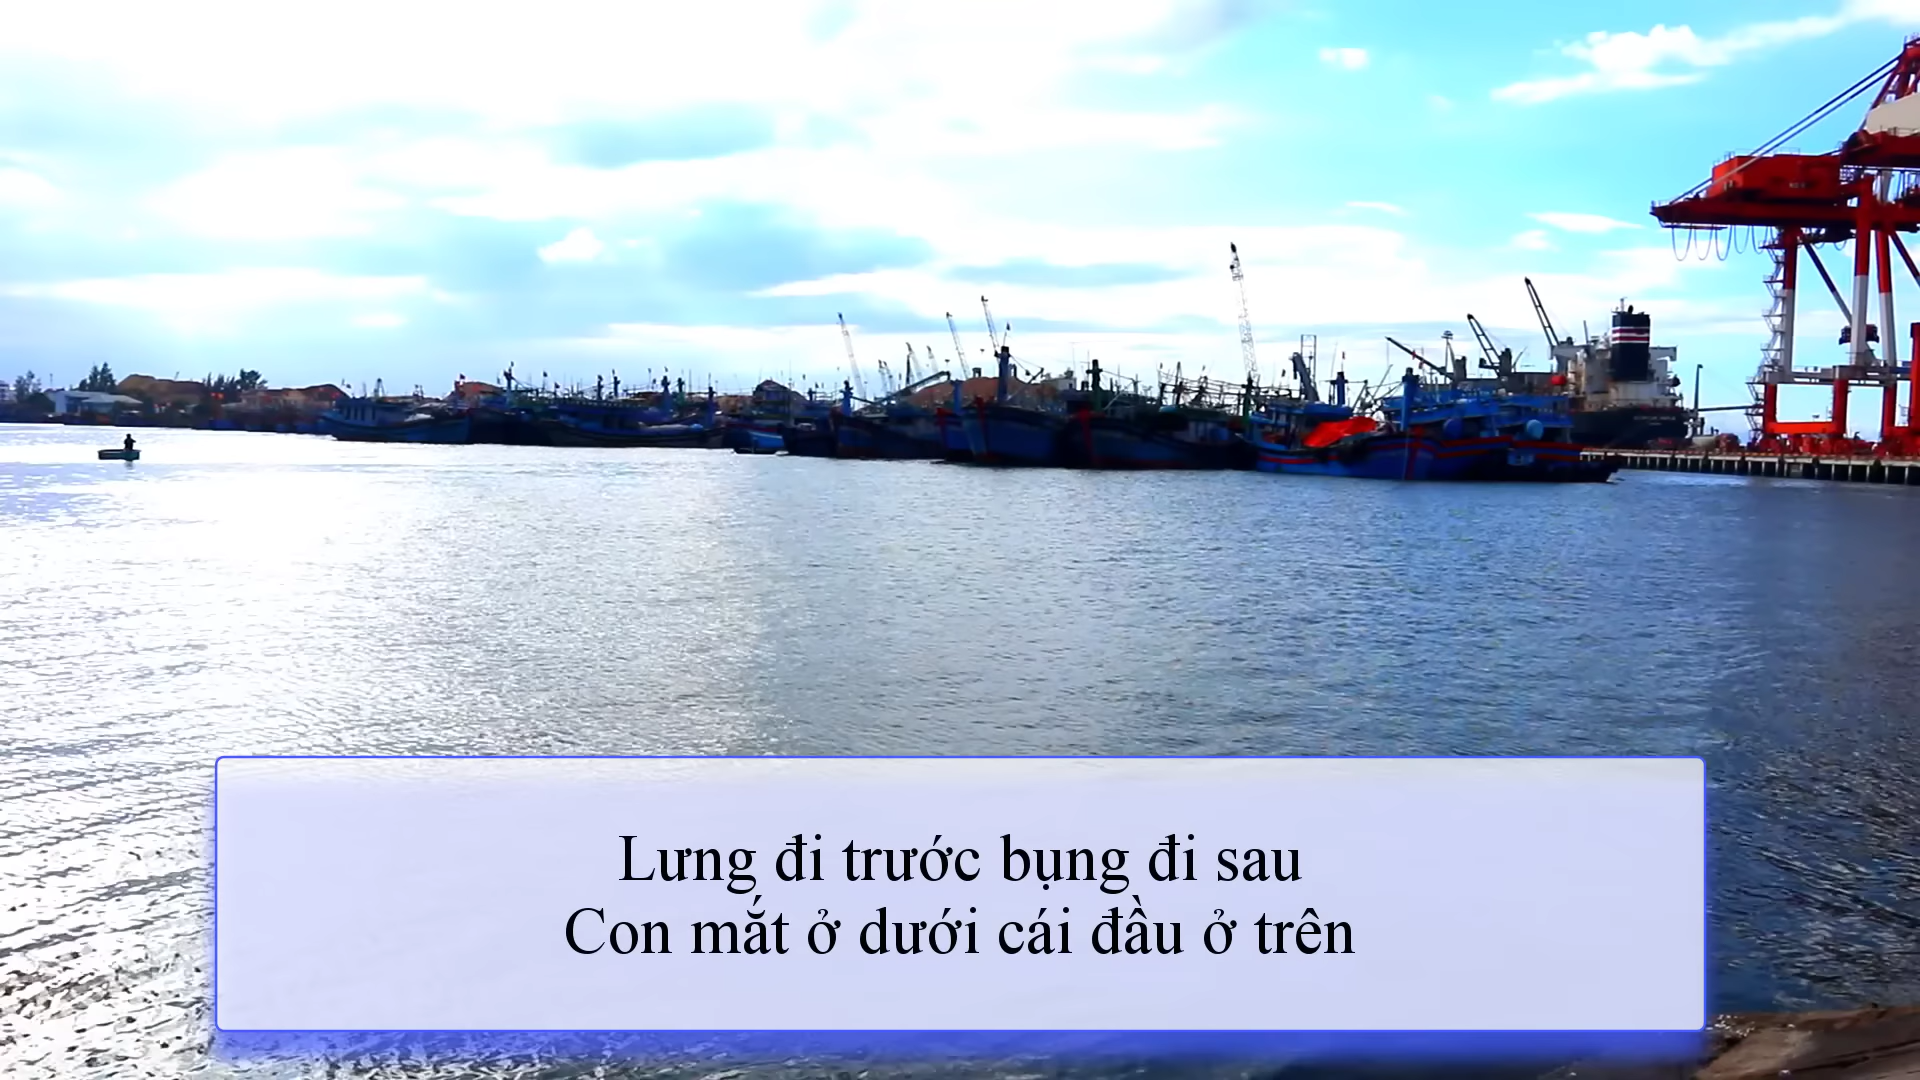 Lưng đi trước bụng đi sau
Con mắt ở dưới cái đầu ở trên